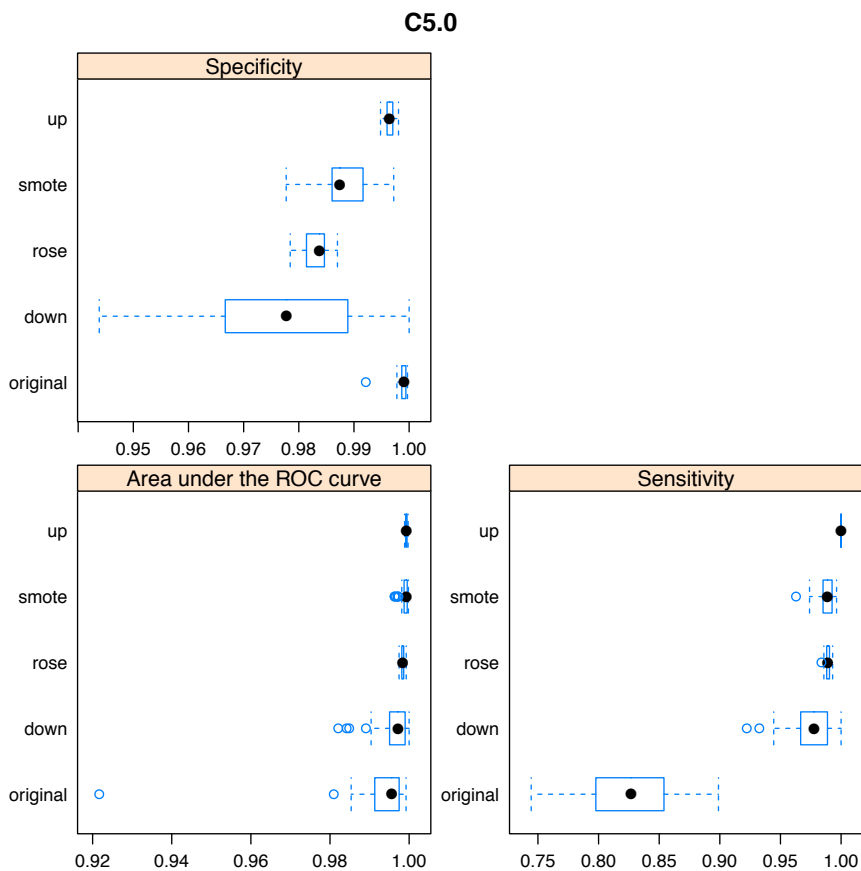 C5.0
Specificity
up
smote
rose
down
original
0.95 0.96 0.97 0.98 0.99 1.00
Area under the ROC curve
up
smote
rose
down
original
0.92 0.94 0.96 0.98 1.00
Sensitivity
up
smote
rose
down
original
0.75 0.80 0.85 0.90 0.95 1.00